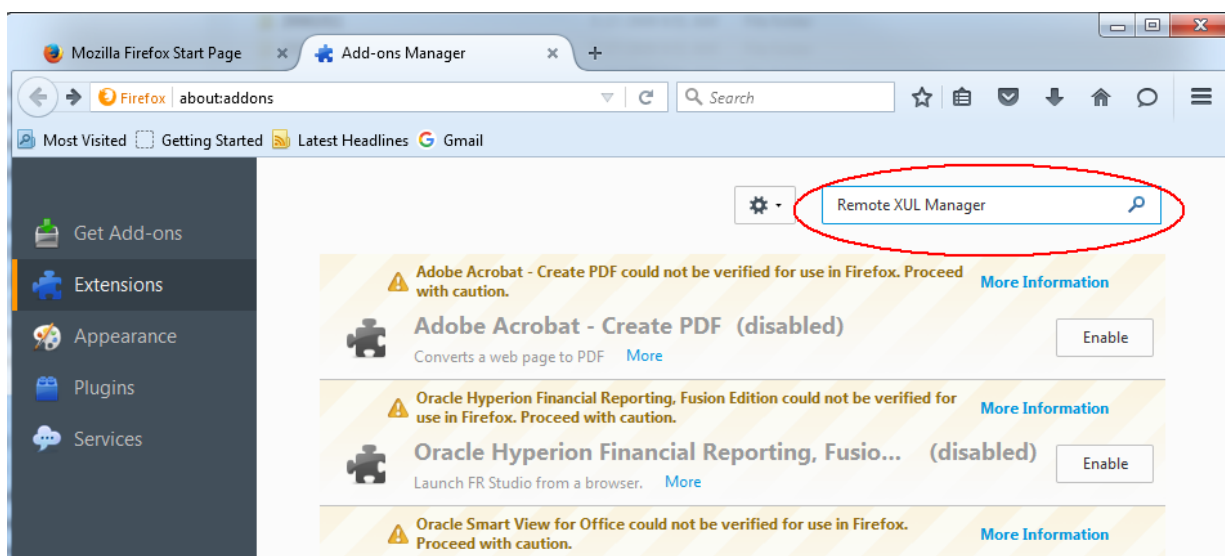 Mozilla Firefox Start Page
Add-ons Manager
Firefox about:addons
Search
Most Visited Getting Started Latest Headlines Gmail
Remote XUL Manager
Get Add-ons
Extensions
Appearance
Plugins
Services
Adobe Acrobat - Create PDF could not be verified for use in Firefox. Proceed
with caution.
More Information
Adobe Acrobat - Create PDF (disabled)
Converts a web page to PDF More
Enable
Oracle Hyperion Financial Reporting, Fusion Edition could not be verified for
use in Firefox. Proceed with caution.
More Information
Oracle Hyperion Financial Reporting, Fusio... (disabled)
Launch FR Studio from a browser. More
Enable
Oracle Smart View for Office could not be verified for use in Firefox.
Proceed with caution.
More Information